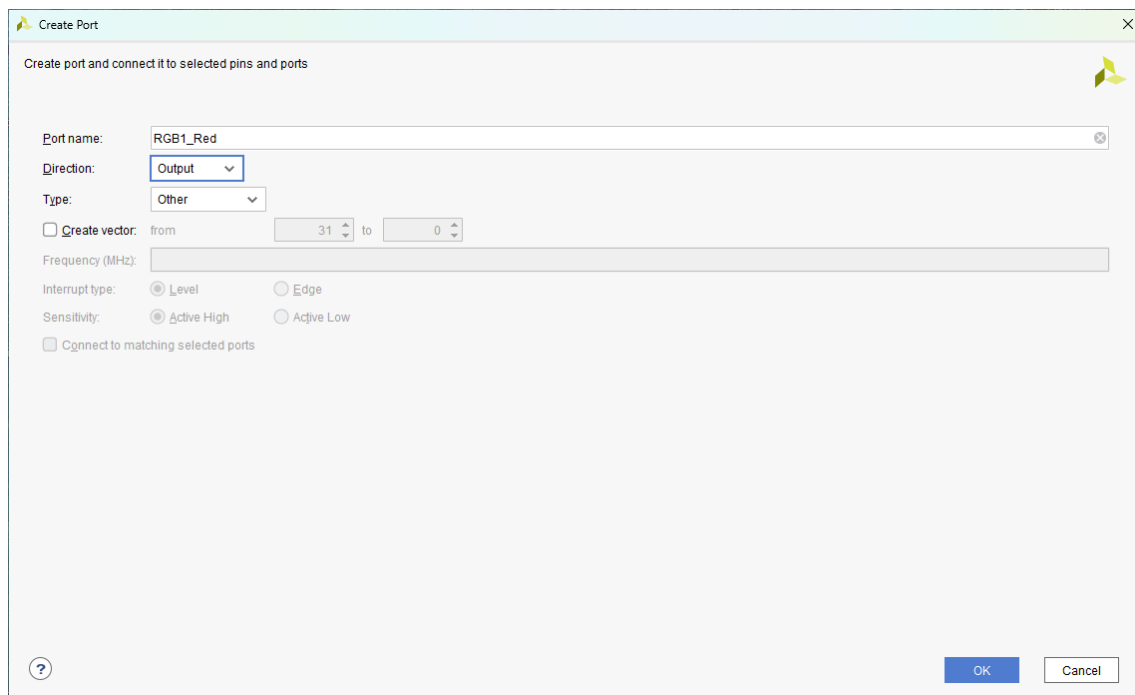 Create Port
Create port and connect it to selected pins and ports
Port name: RGB1_Red
Direction: Output
Type: Other
Create vector: from 31 to 0
Frequency (MHz):
Interrupt type: Level Edge
Sensitivity: Active High Active Low
Connect to matching selected ports
? OK Cancel